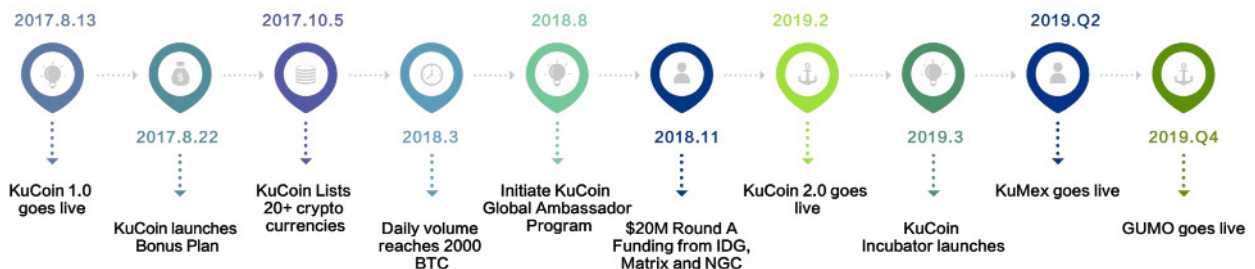 2017.8.13
KuCoin 1.0
goes live
2017.8.22
KuCoin launches
Bonus Plan
2017.10.5
KuCoin Lists
20+ crypto
currencies
2018.3
Daily volume
reaches 2000
BTC
2018.8
Initiate KuCoin
Global Ambassador
Program
2018.11
$20M Round A
Funding from IDG,
Matrix and NGC
2019.2
KuCoin 2.0 goes
live
2019.3
KuCoin
Incubator launches
2019.Q2
KuMex goes live
2019.Q4
GUMO goes live